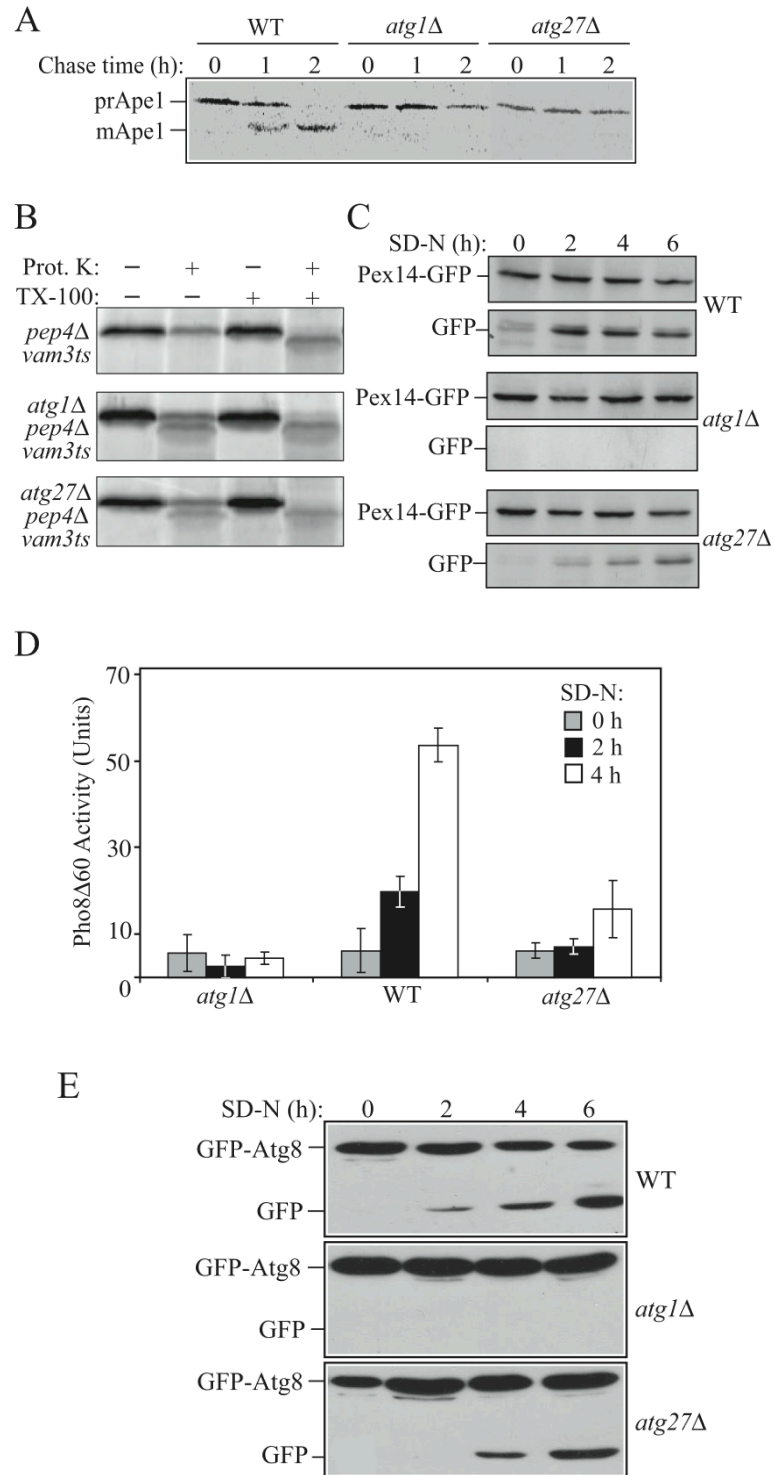 A
WT atg1Δ atg27Δ
Chase time (h): 0 1 2 0 1 2 0 1 2
prApe1
mApe1
B
Prot. K: – + – +
TX-100: – – + +
pep4Δ
vam3ts
atg1Δ
pep4Δ
vam3ts
atg27Δ
pep4Δ
vam3ts
C
SD-N (h): 0 2 4 6
Pex14-GFP
WT
GFP
Pex14-GFP
atg1Δ
GFP
Pex14-GFP
atg27Δ
GFP
D
Pho8Δ60 Activity (Units)
70
50
30
10
0
SD-N:
0 h
2 h
4 h
atg1Δ WT atg27Δ
E
SD-N (h): 0 2 4 6
GFP-Atg8
WT
GFP
GFP-Atg8
atg1Δ
GFP
GFP-Atg8
atg27Δ
GFP